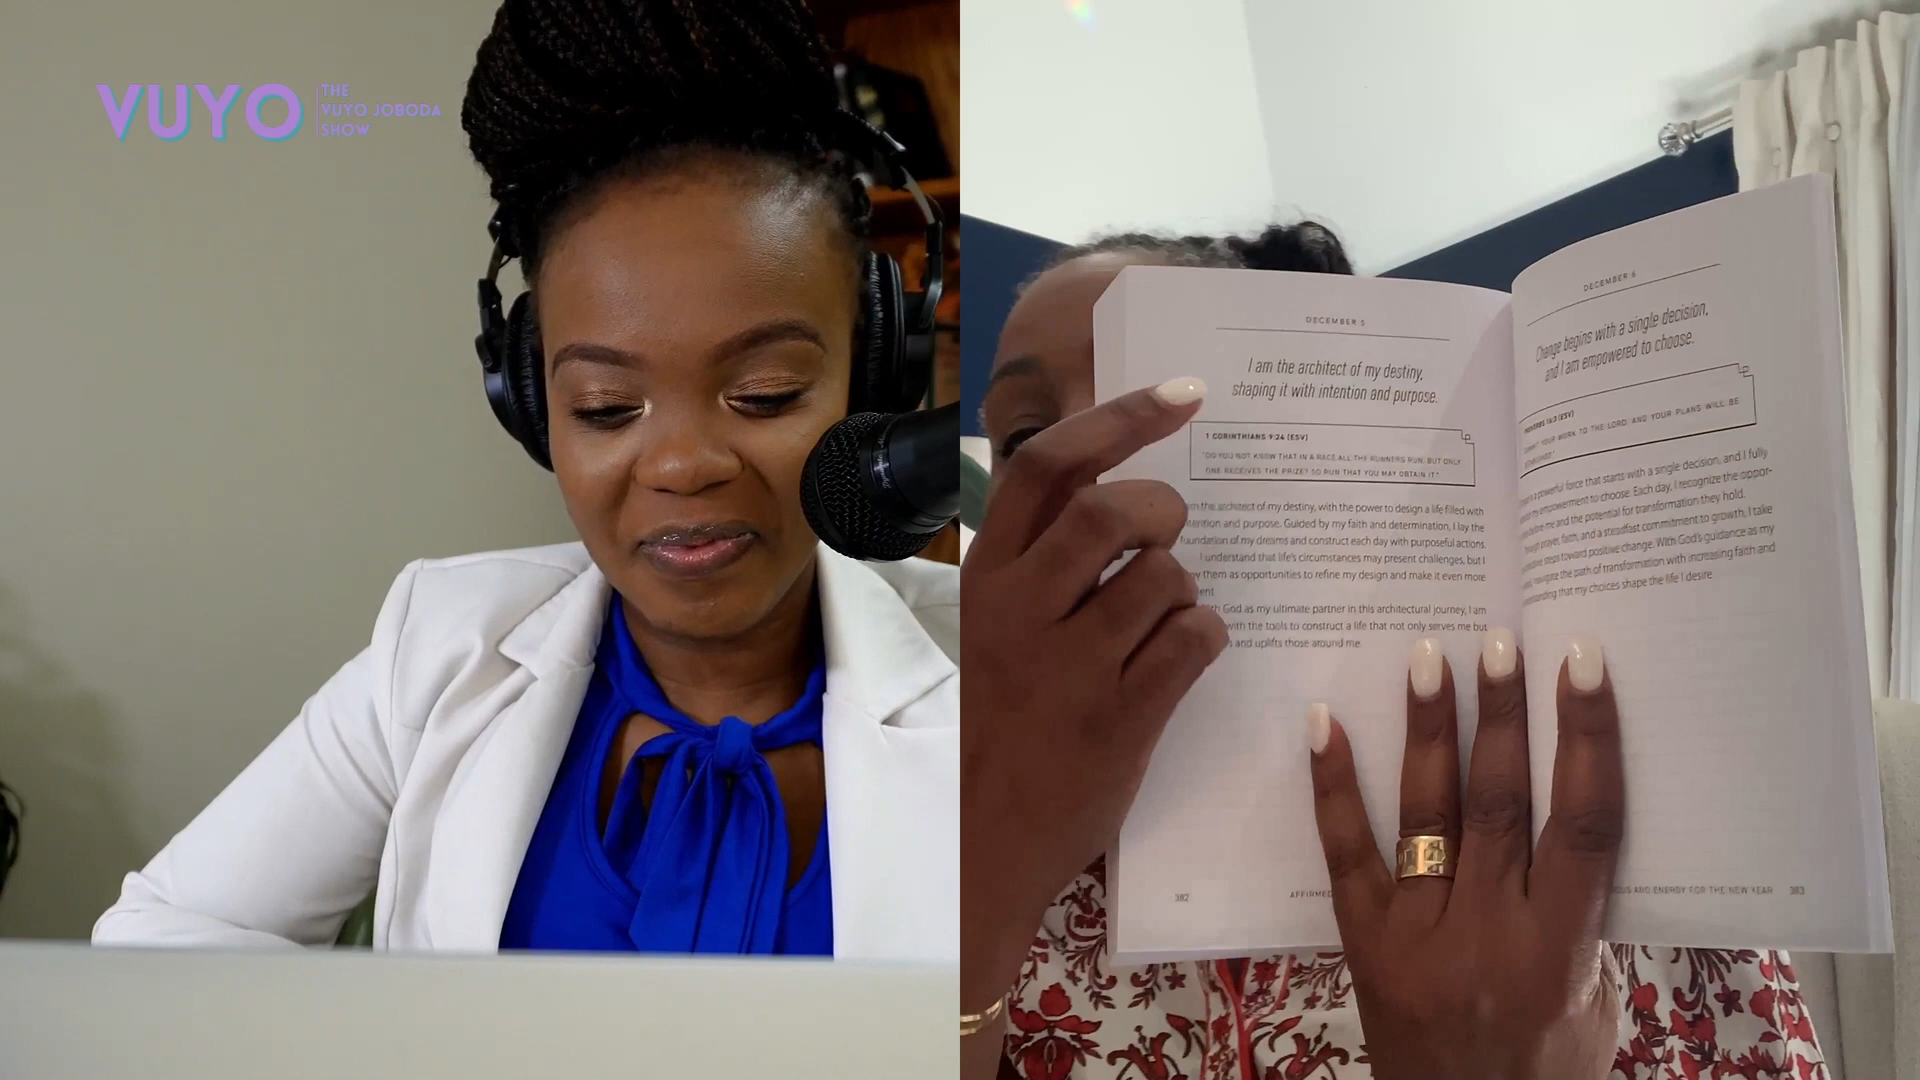 VUYO
THE
VUYO JOBODA
SHOW
DECEMBER 5
I am the architect of my destiny,
shaping it with intention and purpose.
1 CORINTHIANS 9:24 (ESV)
"DO YOU NOT KNOW THAT IN A RACE ALL THE RUNNERS RUN, BUT ONLY
ONE RECEIVES THE PRIZE? SO RUN THAT YOU MAY OBTAIN IT."
the architect of my destiny, with the power to design a life filled with
intention and purpose. Guided by my faith and determination, I lay the
foundation of my dreams and construct each day with purposeful actions.
I understand that life's circumstances may present challenges, but I
them as opportunities to refine my design and make it even more
God as my ultimate partner in this architectural journey, I am
with the tools to construct a life that not only serves me but
and uplifts those around me.
382
DECEMBER 6
Change begins with a single decision,
and I am empowered to choose.
PROVERBS 16:3 (ESV)
YOUR WORK TO THE LORD, AND YOUR PLANS WILL BE
a powerful force that starts with a single decision, and I fully
my empowerment to choose. Each day, I recognize the oppor-
before me and the potential for transformation they hold.
prayer, faith, and a steadfast commitment to growth, I take
steps toward positive change. With God's guidance as my
navigate the path of transformation with increasing faith and
that my choices shape the life I desire.
AND ENERGY FOR THE NEW YEAR 383